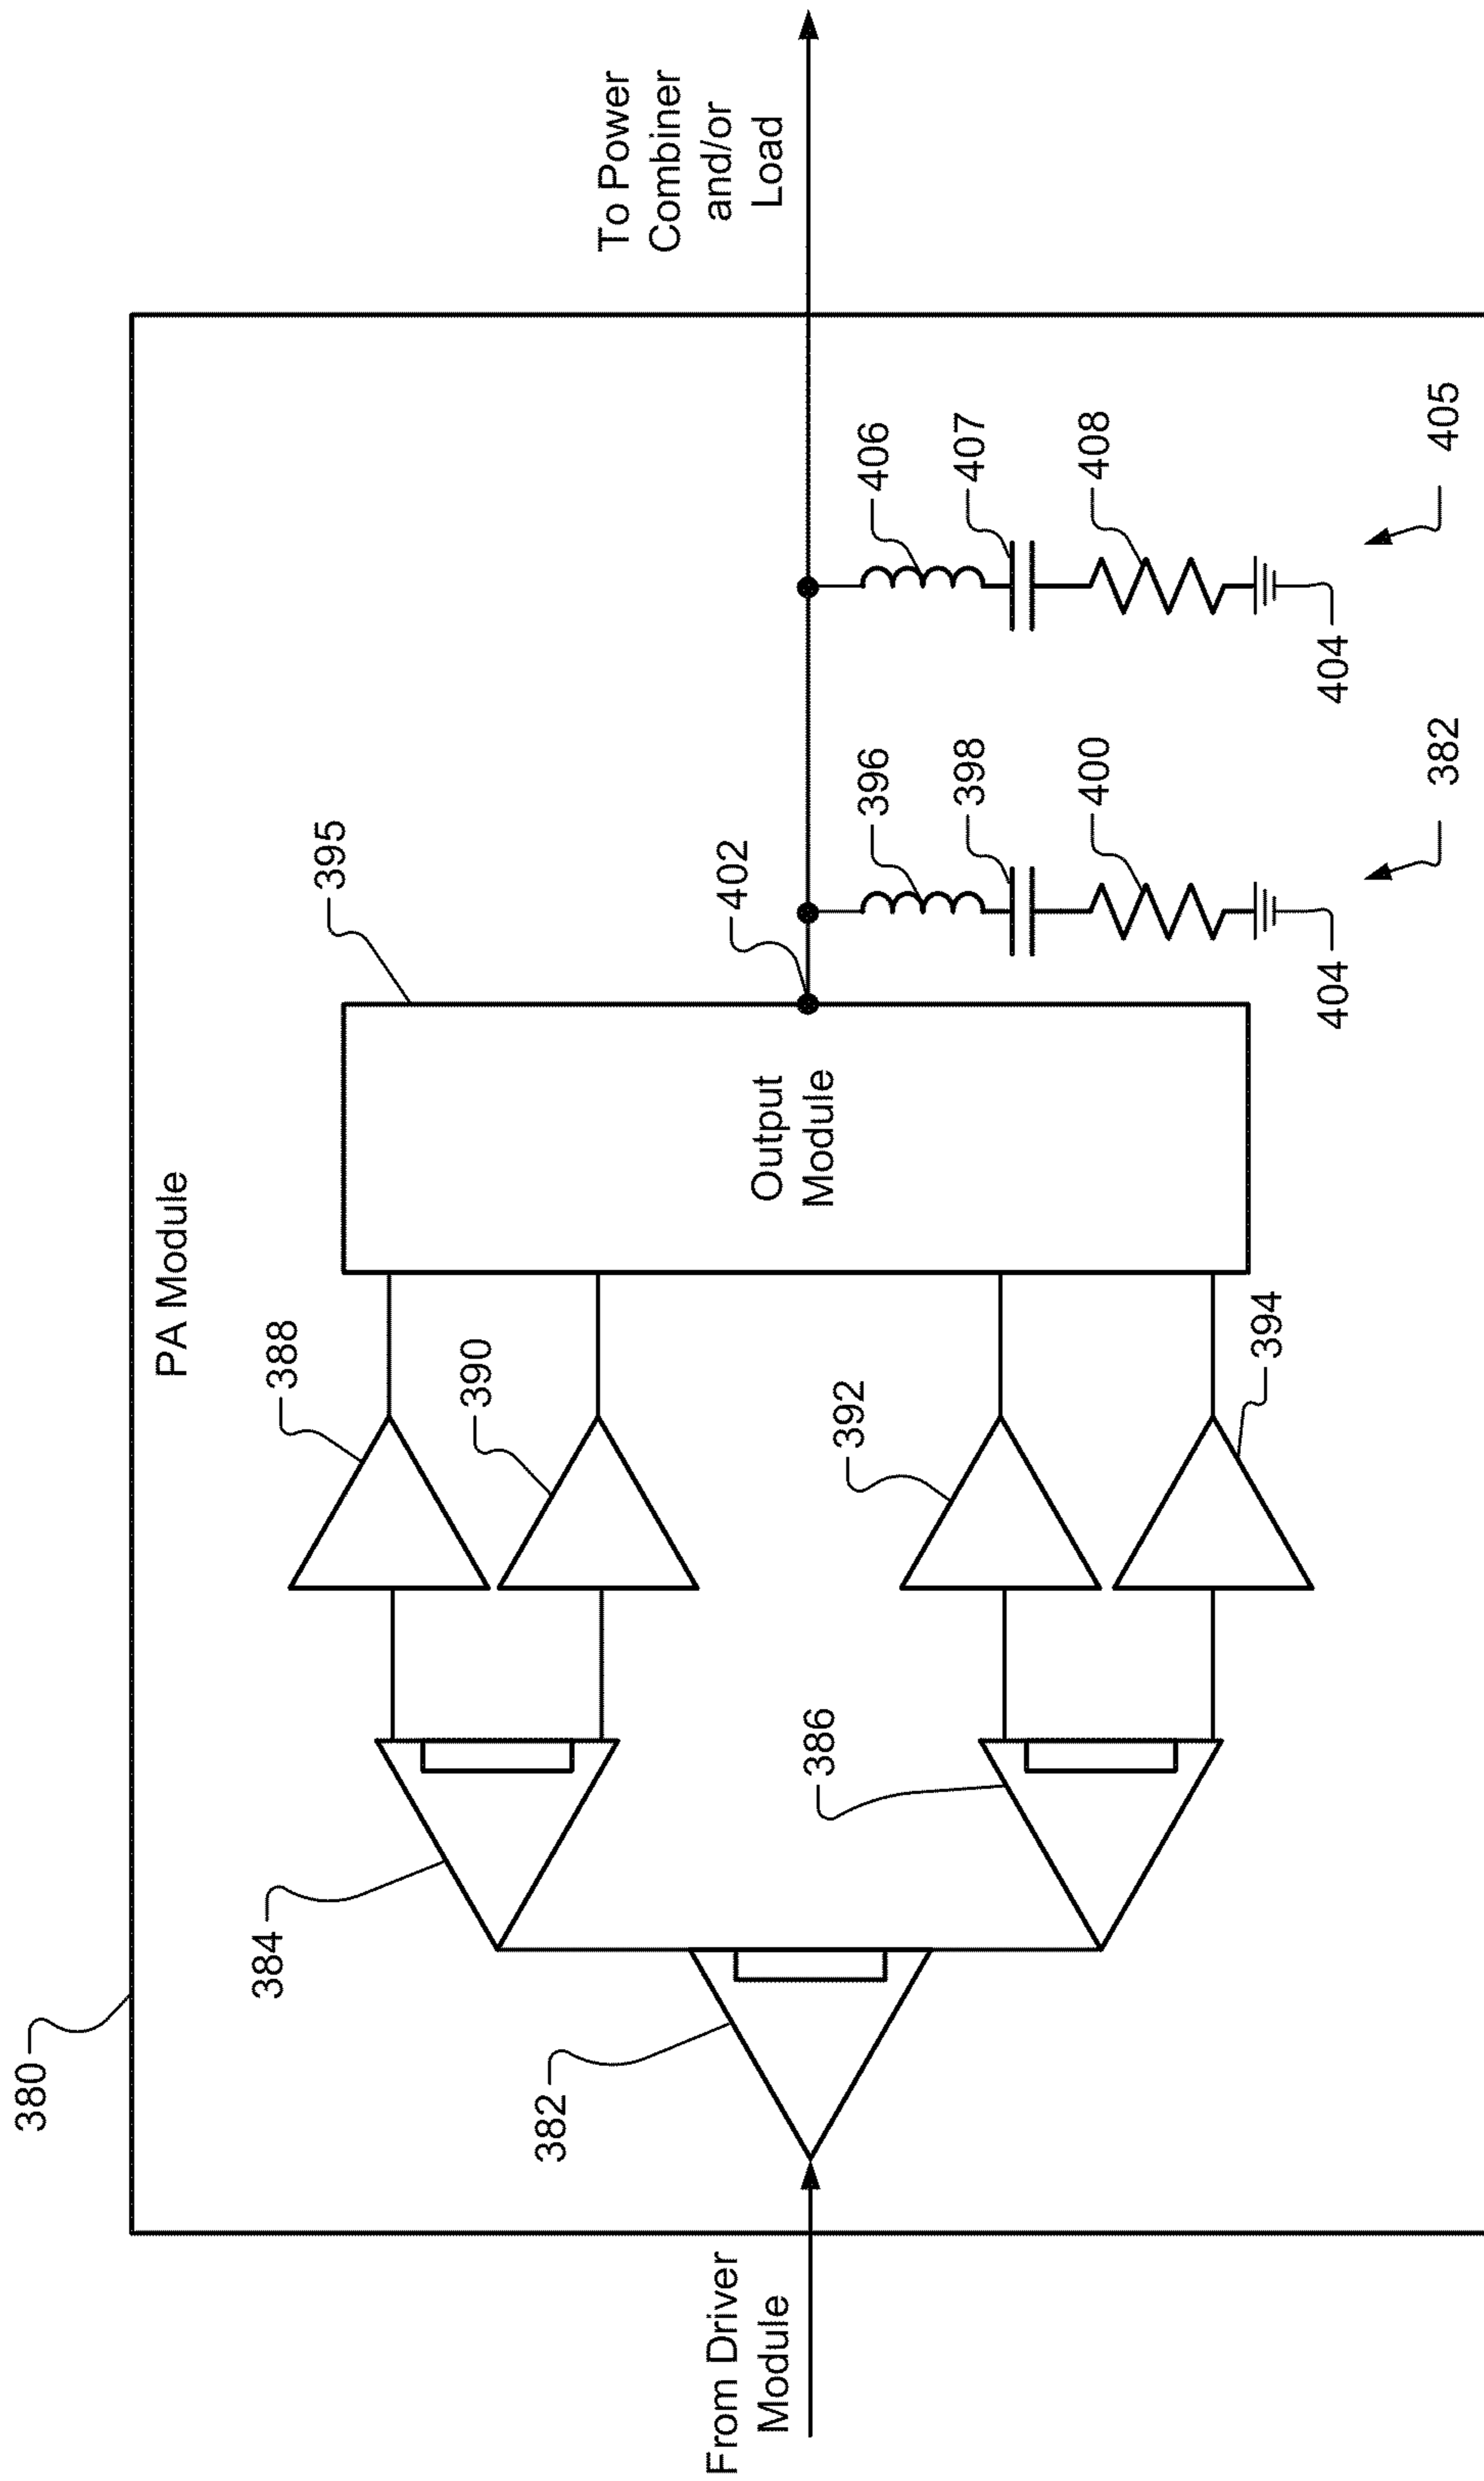 380
PA Module
From Driver
Module
382
384
386
388
390
392
394
395
Output
Module
402
396
398
400
404
382
406
407
408
404
405
To Power
Combiner
and/or
Load